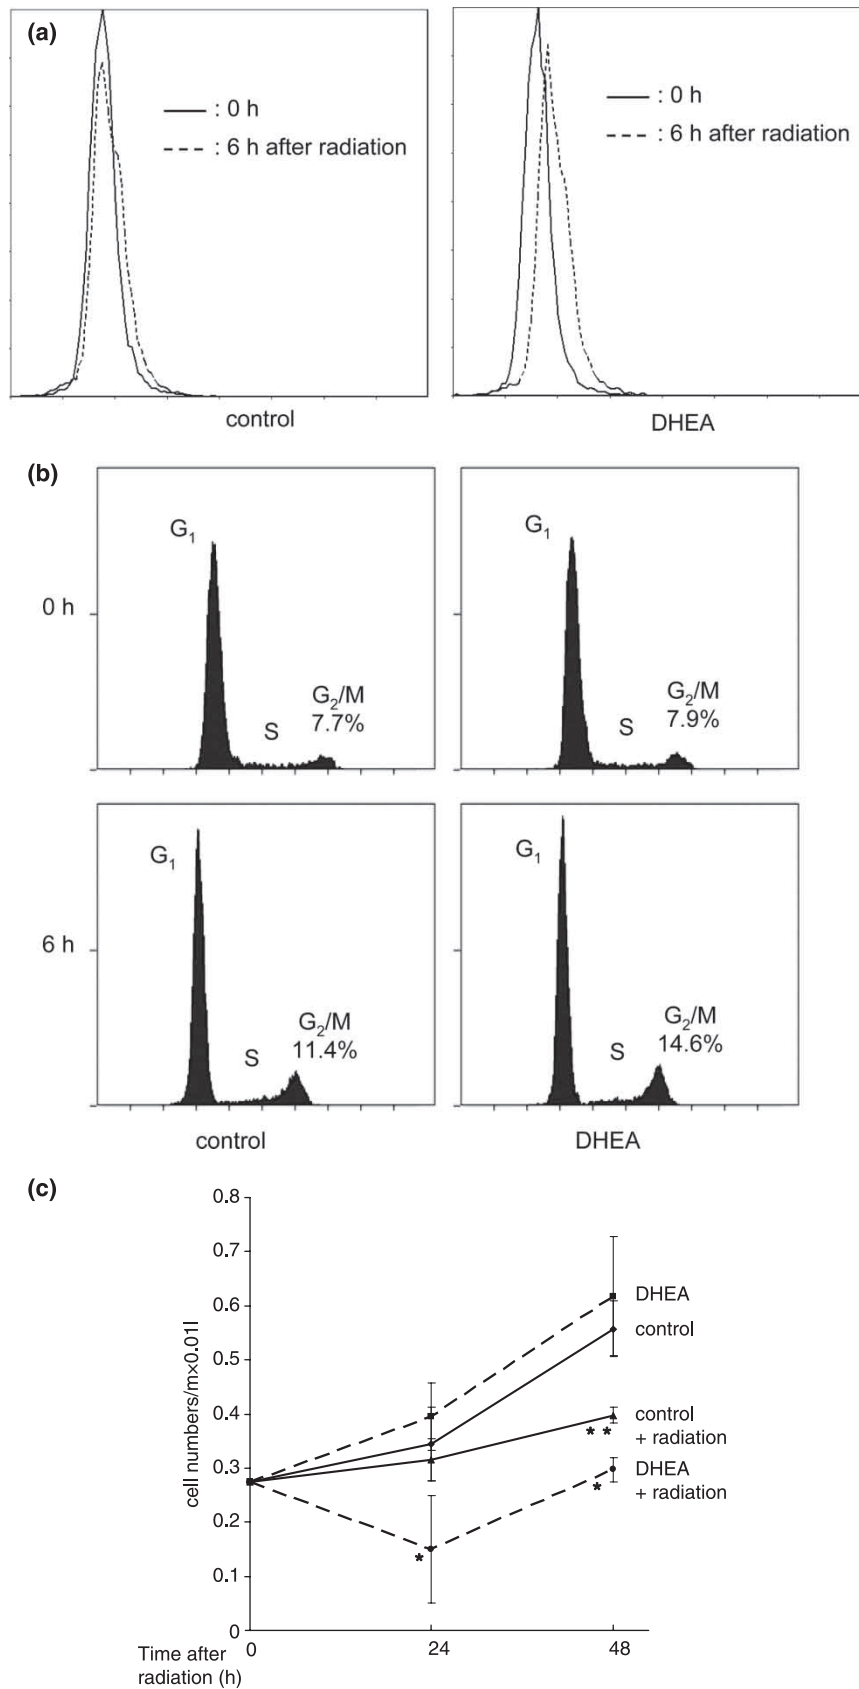 (a)
: 0 h
: 6 h after radiation
control
: 0 h
: 6 h after radiation
DHEA
(b)
0 h
G1
S
G2/M
7.7%
G1
S
G2/M
7.9%
6 h
G1
S
G2/M
11.4%
control
G1
S
G2/M
14.6%
DHEA
(c)
cell numbers/m×0.01l
0.8
0.7
0.6
0.5
0.4
0.3
0.2
0.1
0
DHEA
control
control
+ radiation
**
DHEA
+ radiation
*
*
Time after
radiation (h)
0
24
48